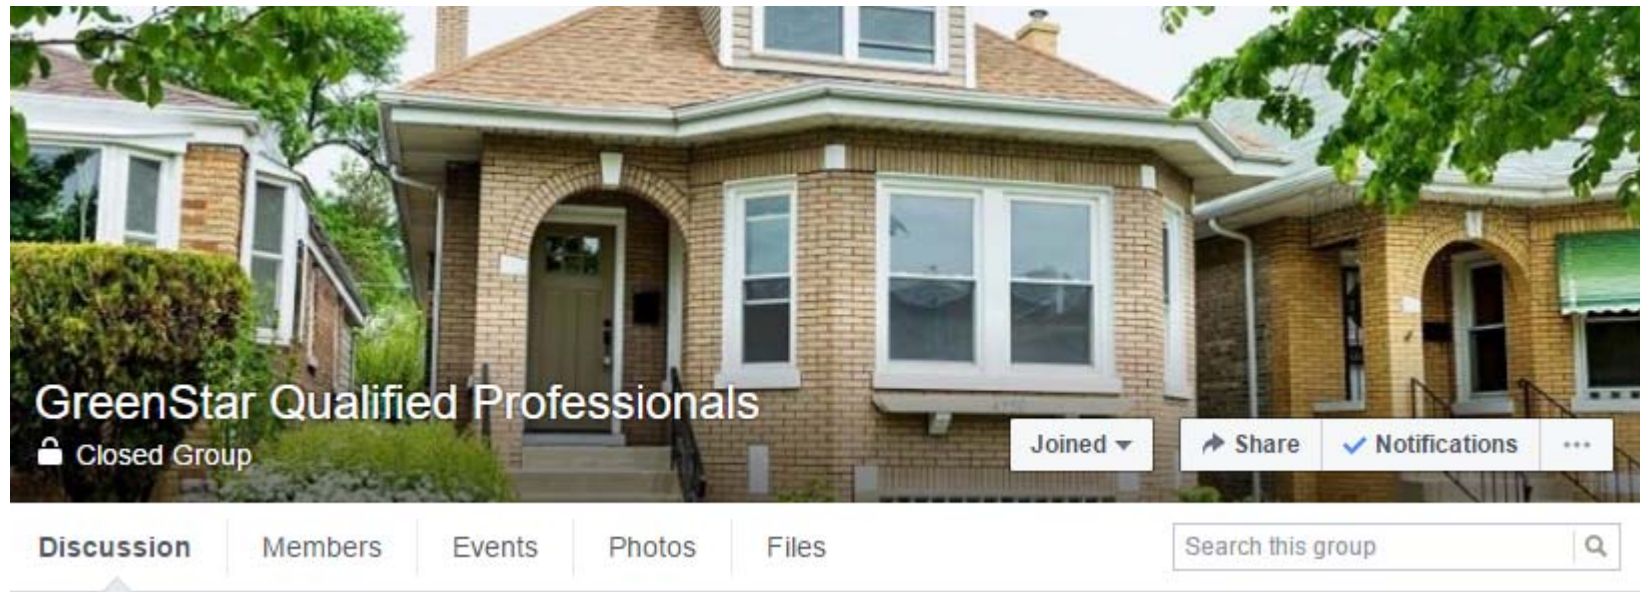 GreenStar Qualified Professionals
Closed Group
Joined
Share
Notifications
Discussion
Members
Events
Photos
Files
Search this group